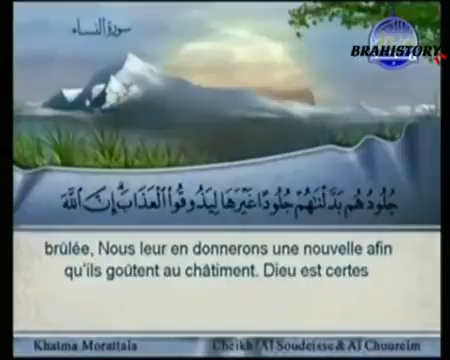 سورة النساء
BRAHISTORY
جُلُودُهُم بَدَّلْنَٰهُمْ جُلُودًا غَيْرَهَا لِيَذُوقُوا۟ ٱلْعَذَابَ ۗ إِنَّ ٱللَّهَ
brûlée, Nous leur en donnerons une nouvelle afin
qu'ils goûtent au châtiment. Dieu est certes
Khatma Morattala
Cheikh/Al Soudeisse & Al Choureim